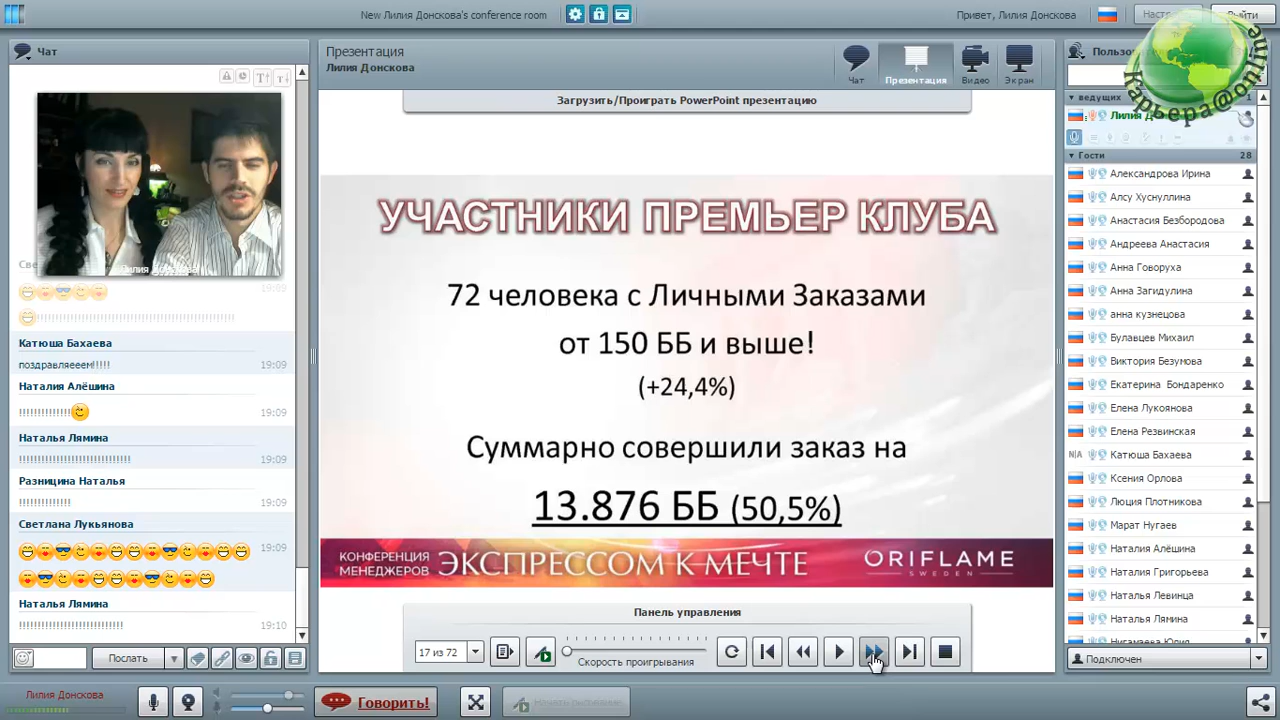 New Лилия Донскова's conference room
Привет, Лилия Донскова
Выйти
Чат
Лилия Донскова
19:09
!!!!!!!!!!!!!!!!!!!!!!!!!!!!!!!!!!!!!!!!!!!!!!!!!!!!
Катюша Бахаева
поздравляееем!!!!! 19:09
Наталия Алёшина
!!!!!!!!!!!!!! 19:09
Наталья Лямина
!!!!!!!!!!!!!!!!!!!!!!!!!!!!! 19:09
Разницина Наталья
!!!!!!!!!!!!! 19:09
Светлана Лукьянова
19:09
Наталья Лямина
!!!!!!!!!!!!!!!!!!!!!!!!!!! 19:10
Послать
Презентация
Лилия Донскова
Чат
Презентация
Видео
Экран
Загрузить/Проиграть PowerPoint презентацию
УЧАСТНИКИ ПРЕМЬЕР КЛУБА
72 человека с Личными Заказами
от 150 ББ и выше!
(+24,4%)
Суммарно совершили заказ на
13.876 ББ (50,5%)
КОНФЕРЕНЦИЯ
МЕНЕДЖЕРОВ
ЭКСПРЕССОМ К МЕЧТЕ
ORIFLAME
SWEDEN
Панель управления
17 из 72
Скорость проигрывания
карьера@online
ведущих 1
Гости 28
Александрова Ирина
Алсу Хуснуллина
Анастасия Безбородова
Андреева Анастасия
Анна Говоруха
Анна Загидулина
анна кузнецова
Булавцев Михаил
Виктория Безумова
Екатерина Бондаренко
Елена Лукоянова
Елена Резвинская
N/A Катюша Бахаева
Ксения Орлова
Люция Плотникова
Марат Нугаев
Наталия Алёшина
Наталия Григорьева
Наталья Левинца
Наталья Лямина
Нигамаева Юлия
Подключен
Лилия Донскова
Говорить!